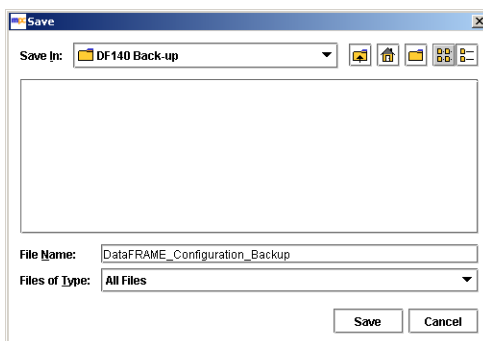 Save
Save In: DF140 Back-up
File Name: DataFRAME_Configuration_Backup
Files of Type: All Files
Save Cancel